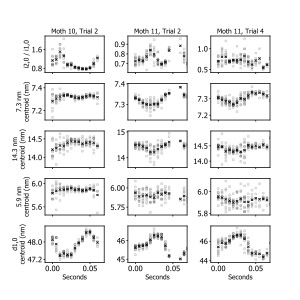 Moth 10, Trial 2 Moth 11, Trial 2 Moth 11, Trial 4
I2,0 / I1,0
1.6
0.8
0.9
0.8
0.7
1.0
0.5
7.3 nm
centroid (nm)
7.4
7.2
7.4
7.3
7.3
7.2
14.3 nm
centroid (nm)
14.5
14.0
15
14
14.5
14.0
5.9 nm
centroid (nm)
6.0
5.6
6.00
5.75
6.0
5.8
d1,0
centroid (nm)
48.0
47.2
46
45
46
44
0.00 0.05 0.00 0.05 0.00 0.05
Seconds Seconds Seconds